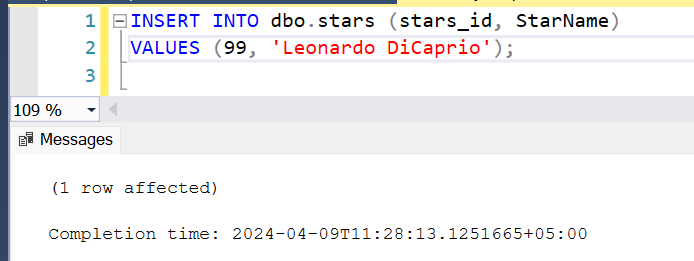 1 INSERT INTO dbo.stars (stars_id, StarName)
2 VALUES (99, 'Leonardo DiCaprio');
3
109 %
Messages
(1 row affected)
Completion time: 2024-04-09T11:28:13.1251665+05:00